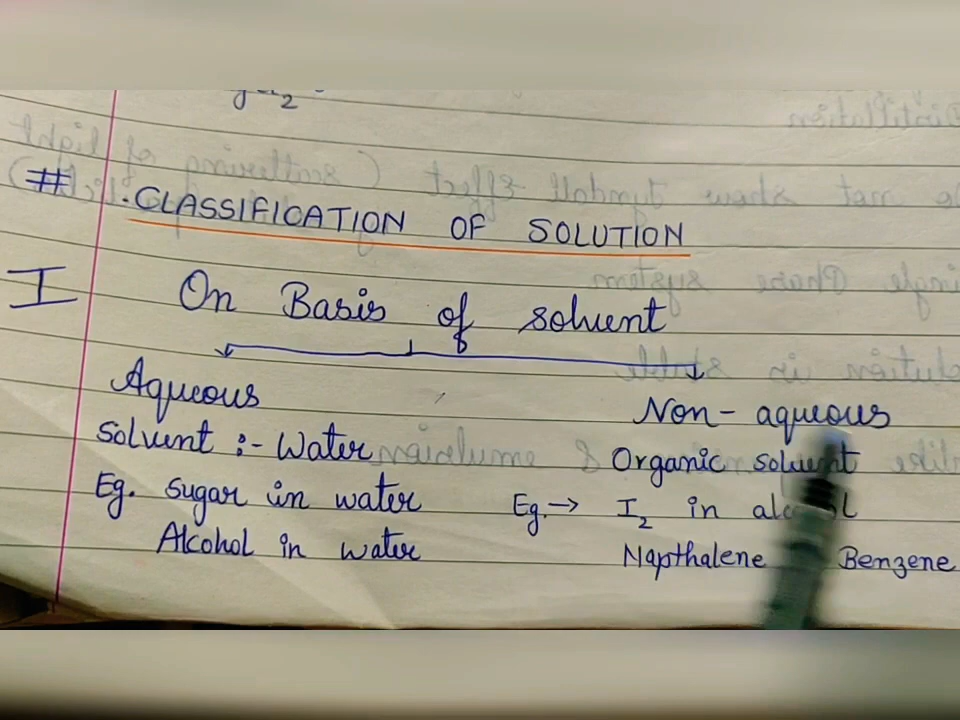 # .CLASSIFICATION OF SOLUTION
I On Basis of solvent
Aqueous
Solvent :- Water
Eg. sugar in water
Alcohol in water
Non-aqueous
Organic solvent
Eg.→ I2 in alcohol
Napthalene Benzene